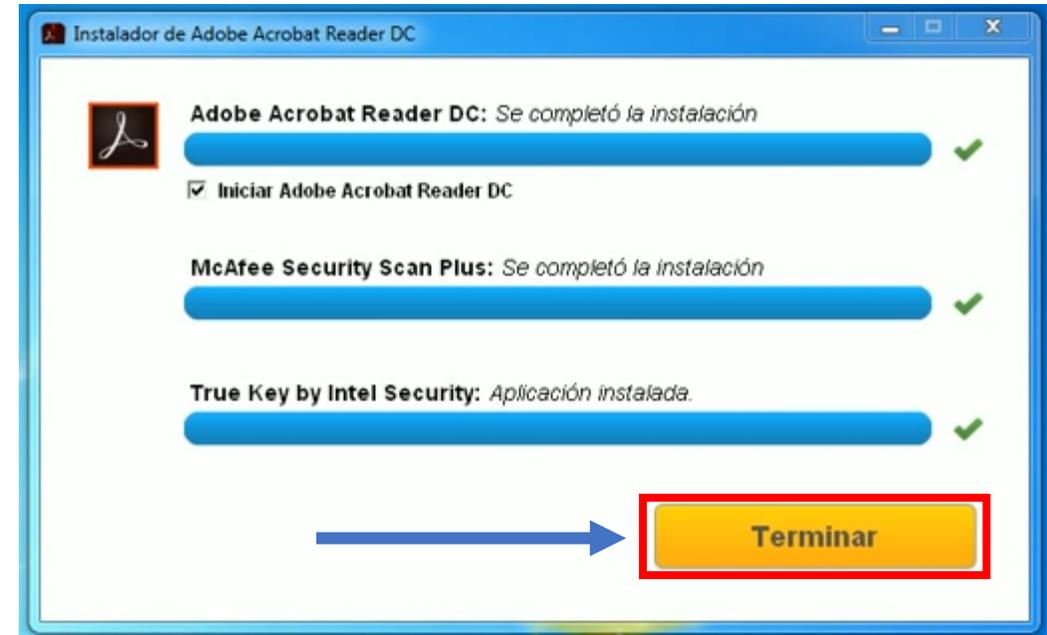 Instalador de Adobe Acrobat Reader DC
Adobe Acrobat Reader DC: Se completó la instalación
Iniciar Adobe Acrobat Reader DC
McAfee Security Scan Plus: Se completó la instalación
True Key by Intel Security: Aplicación instalada.
Terminar